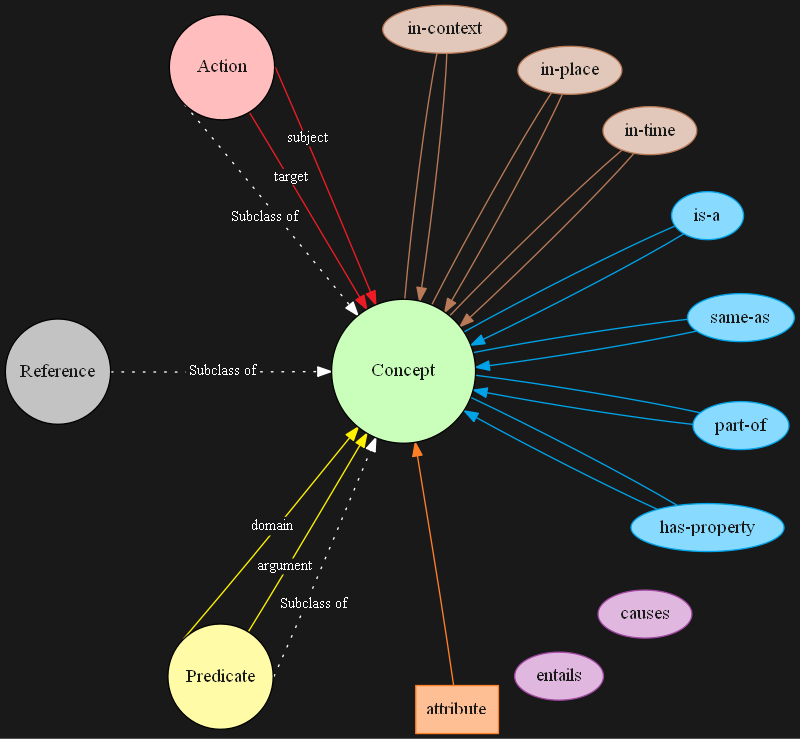 in-context
Action
in-place
in-time
subject
target
is-a
Subclass of
same-as
Reference
Subclass of
Concept
part-of
domain
has-property
argument
Subclass of
causes
Predicate
entails
attribute